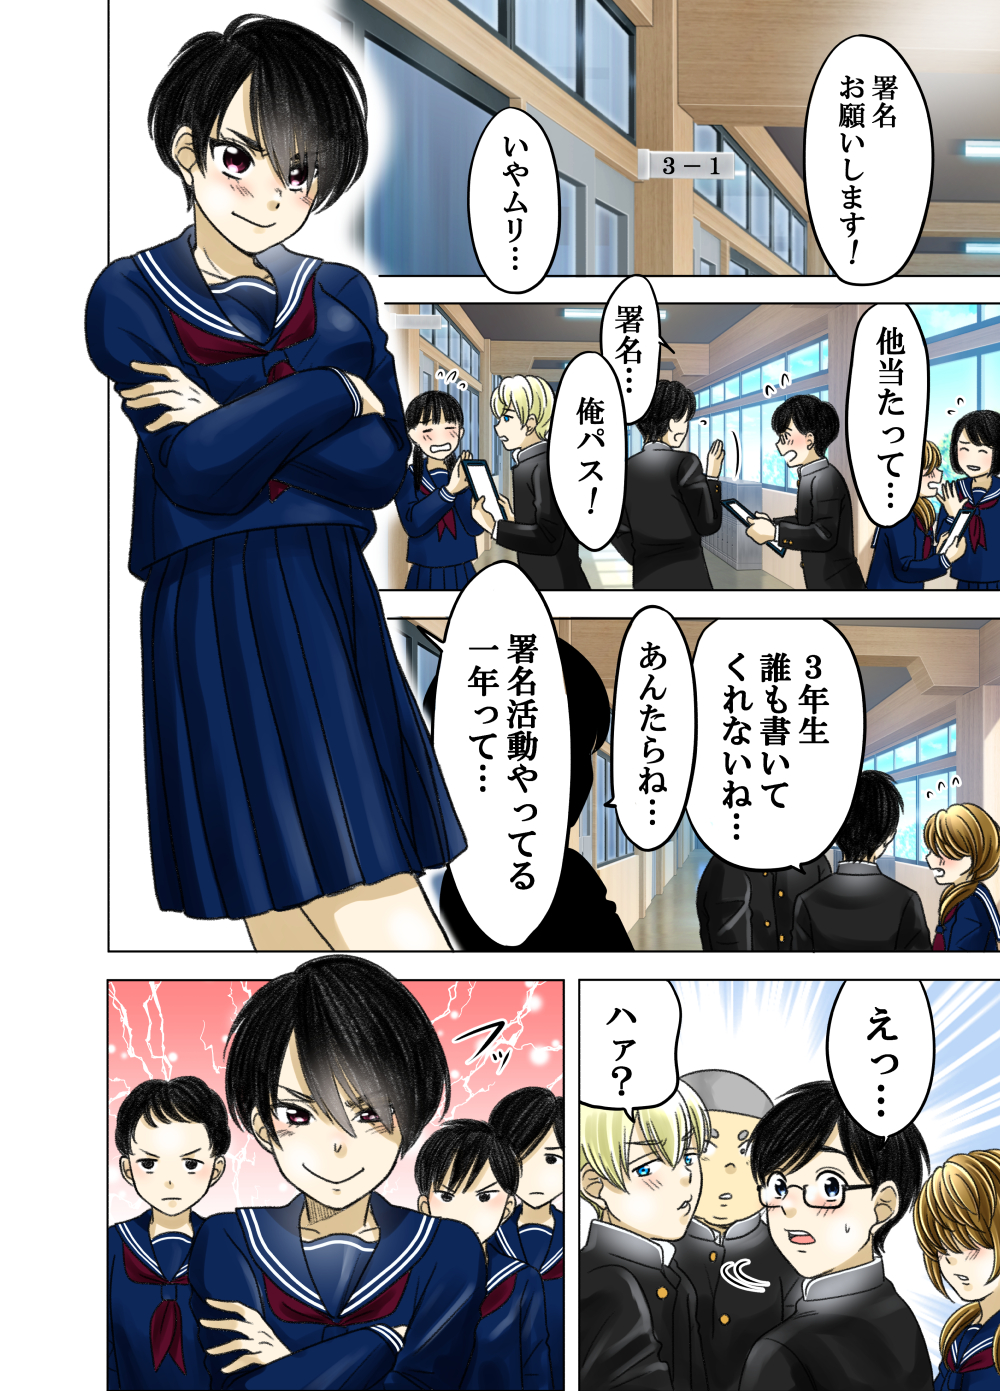 署名
お願いします!
3-1
いやムリ…
他当たって…
署名…
俺パス!
3年生
誰も書いて
くれないね…
あんたらね…
署名活動やってる
一年って…
えっ…
ハァ?
フッ